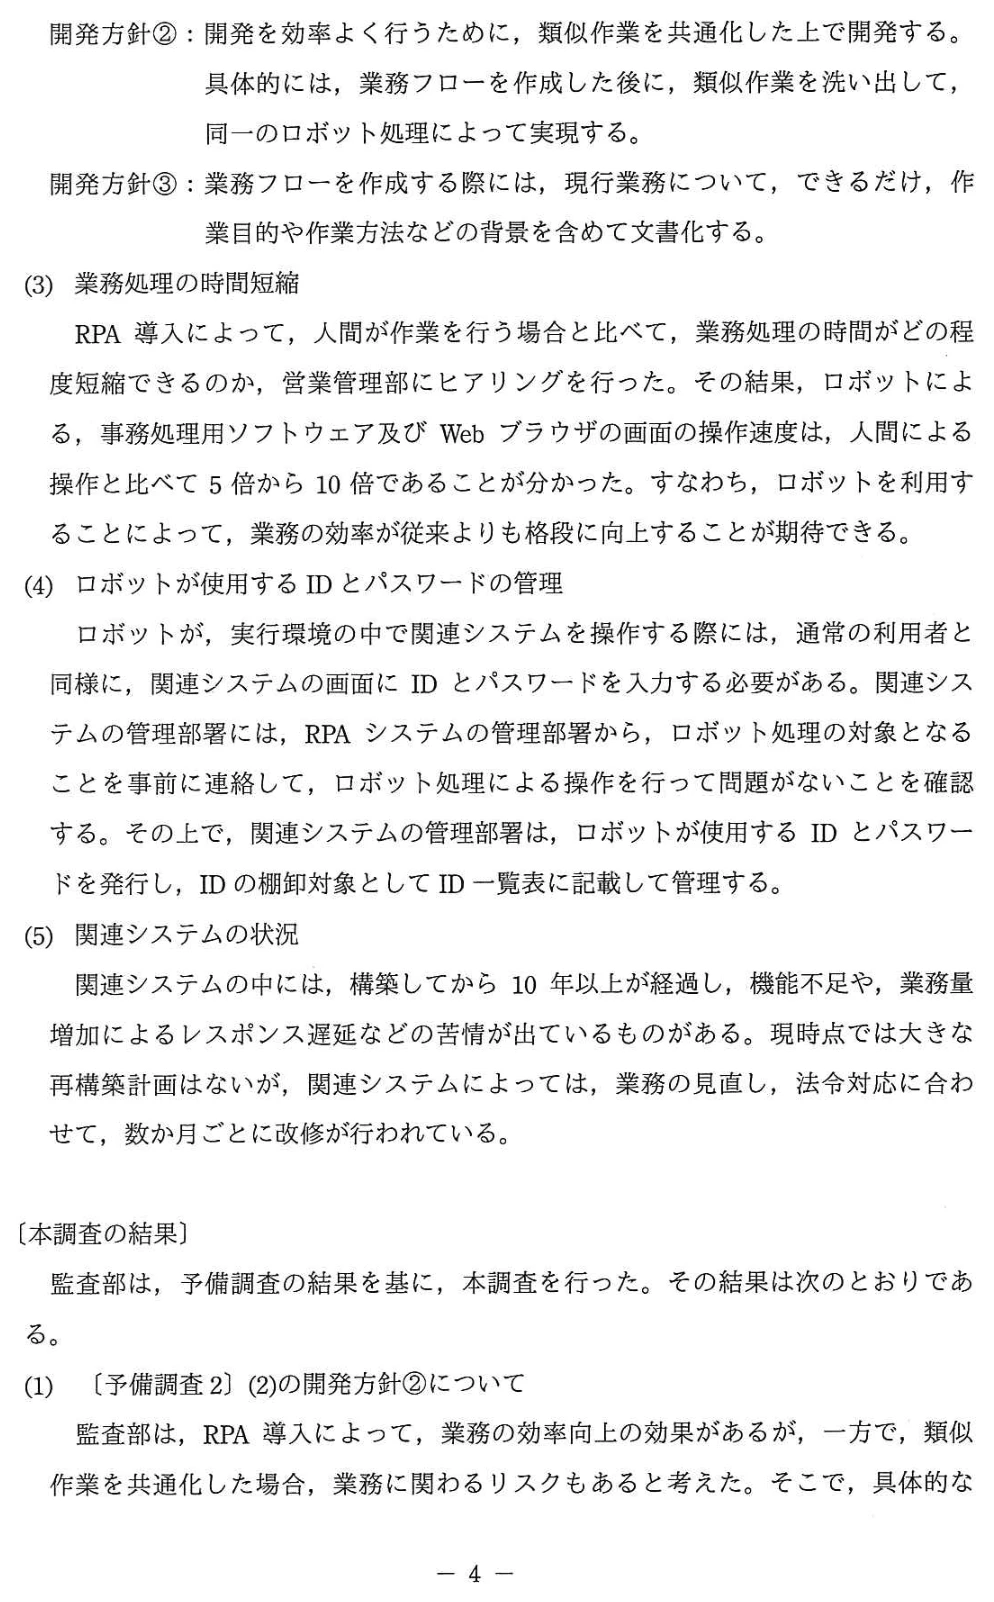 開発方針②：開発を効率よく行うために，類似作業を共通化した上で開発する。
具体的には，業務フローを作成した後に，類似作業を洗い出して，
同一のロボット処理によって実現する。
開発方針③：業務フローを作成する際には，現行業務について，できるだけ，作
業目的や作業方法などの背景を含めて文書化する。
(3) 業務処理の時間短縮
RPA 導入によって，人間が作業を行う場合と比べて，業務処理の時間がどの程
度短縮できるのか，営業管理部にヒアリングを行った。その結果，ロボットによ
る，事務処理用ソフトウェア及び Web ブラウザの画面の操作速度は，人間による
操作と比べて 5 倍から 10 倍であることが分かった。すなわち，ロボットを利用す
ることによって，業務の効率が従来よりも格段に向上することが期待できる。
(4) ロボットが使用する ID とパスワードの管理
ロボットが，実行環境の中で関連システムを操作する際には，通常の利用者と
同様に，関連システムの画面に ID とパスワードを入力する必要がある。関連シス
テムの管理部署には，RPA システムの管理部署から，ロボット処理の対象となる
ことを事前に連絡して，ロボット処理による操作を行って問題がないことを確認
する。その上で，関連システムの管理部署は，ロボットが使用する ID とパスワー
ドを発行し，ID の棚卸対象として ID 一覧表に記載して管理する。
(5) 関連システムの状況
関連システムの中には，構築してから 10 年以上が経過し，機能不足や，業務量
増加によるレスポンス遅延などの苦情が出ているものがある。現時点では大きな
再構築計画はないが，関連システムによっては，業務の見直し，法令対応に合わ
せて，数か月ごとに改修が行われている。
〔本調査の結果〕
監査部は，予備調査の結果を基に，本調査を行った。その結果は次のとおりであ
る。
(1) 〔予備調査 2〕(2)の開発方針②について
監査部は，RPA 導入によって，業務の効率向上の効果があるが，一方で，類似
作業を共通化した場合，業務に関わるリスクもあると考えた。そこで，具体的な
－ 4 －